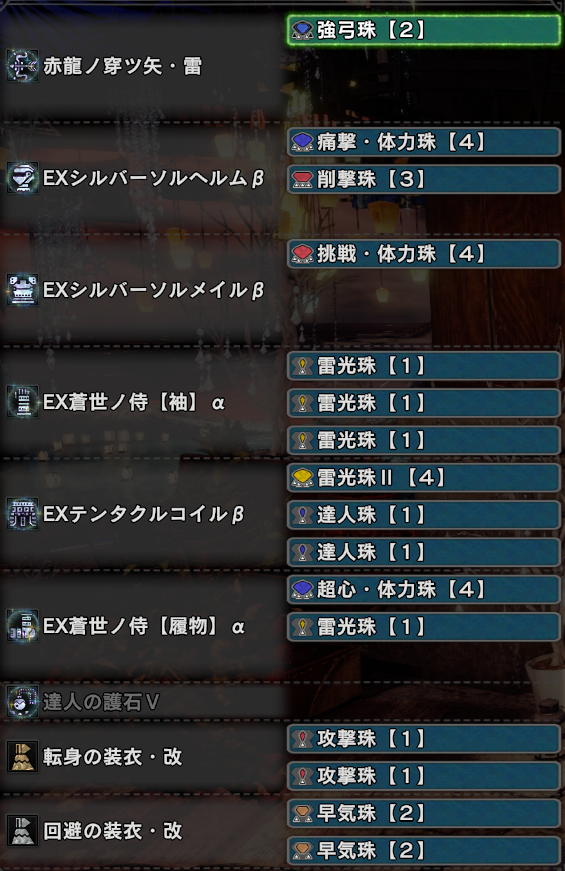 赤龍ノ穿ツ矢・雷
強弓珠【２】
EXシルバーソルヘルムβ
痛撃・体力珠【４】
削撃珠【３】
EXシルバーソルメイルβ
挑戦・体力珠【４】
EX蒼世ノ侍【袖】α
雷光珠【１】
雷光珠【１】
雷光珠【１】
EXテンタクルコイルβ
雷光珠Ⅱ【４】
達人珠【１】
達人珠【１】
EX蒼世ノ侍【履物】α
超心・体力珠【４】
雷光珠【１】
達人の護石Ⅴ
転身の装衣・改
攻撃珠【１】
攻撃珠【１】
回避の装衣・改
早気珠【２】
早気珠【２】